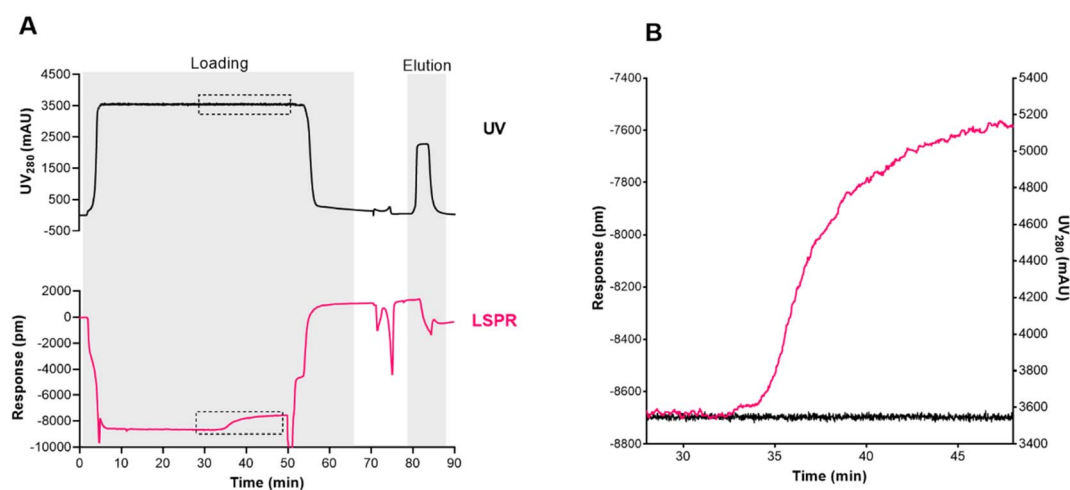 A
B
Loading
Elution
4500
3500
2500
1500
500
-500
UV280 (mAU)
UV
2000
0
-2000
-4000
-6000
-8000
-10000
Response (pm)
LSPR
0 10 20 30 40 50 60 70 80 90
Time (min)
-7400
-7600
-7800
-8000
-8200
-8400
-8600
-8800
Response (pm)
5400
5200
5000
4800
4600
4400
4200
4000
3800
3600
3400
UV280 (mAU)
30 35 40 45
Time (min)